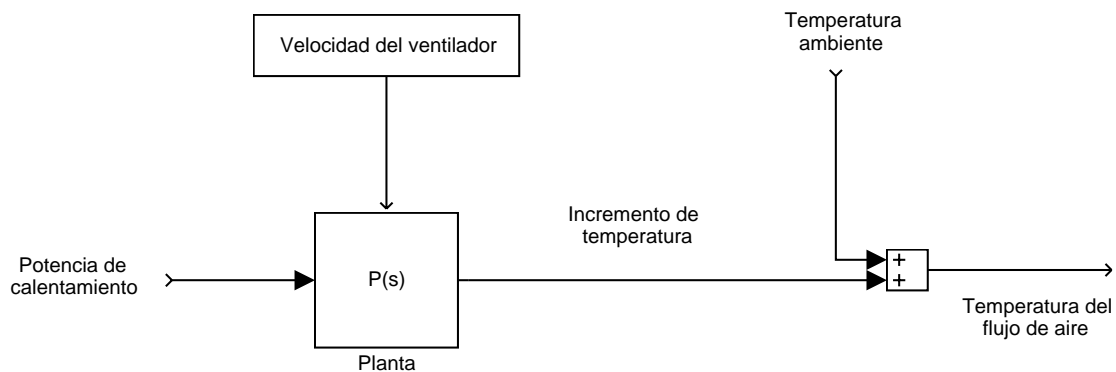 Temperatura
ambiente
Velocidad del ventilador
Incremento de
temperatura
Potencia de
calentamiento
P(s)
+
+
Temperatura del
flujo de aire
Planta